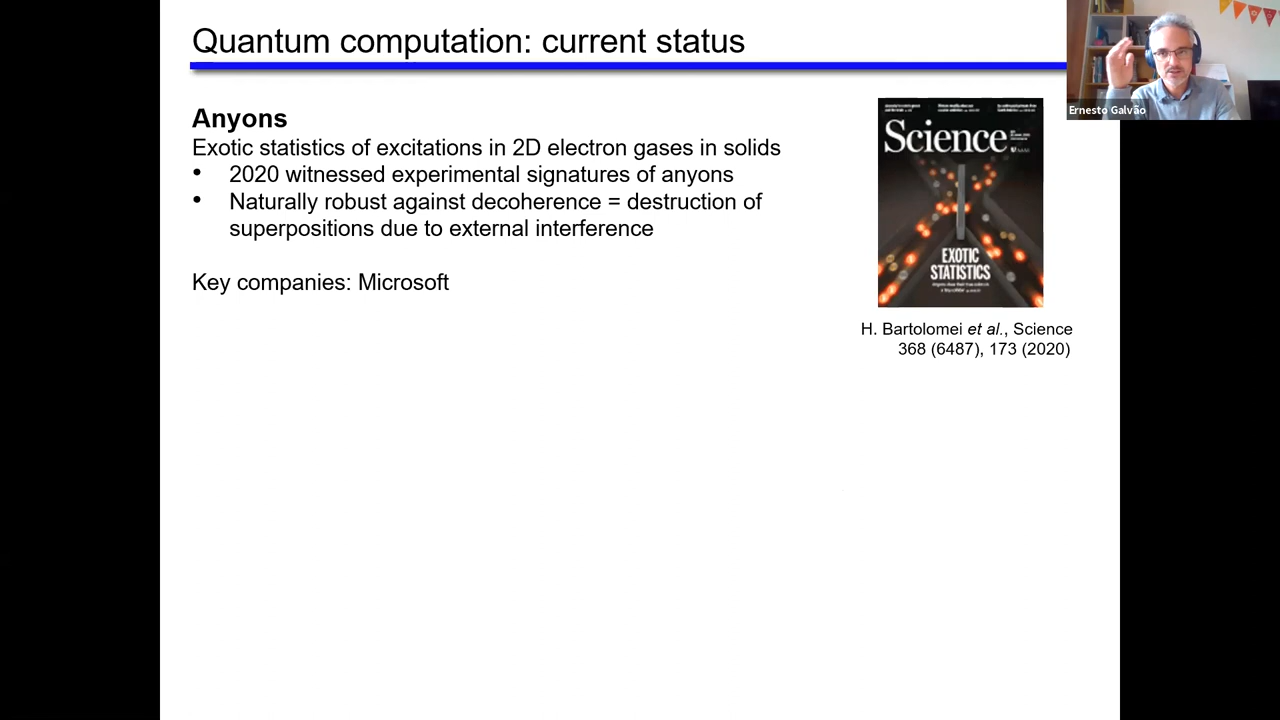 Quantum computation: current status
Ernesto Galvão
Anyons
Exotic statistics of excitations in 2D electron gases in solids
• 2020 witnessed experimental signatures of anyons
• Naturally robust against decoherence = destruction of
superpositions due to external interference
Key companies: Microsoft
Science
EXOTIC
STATISTICS
H. Bartolomei et al., Science
368 (6487), 173 (2020)